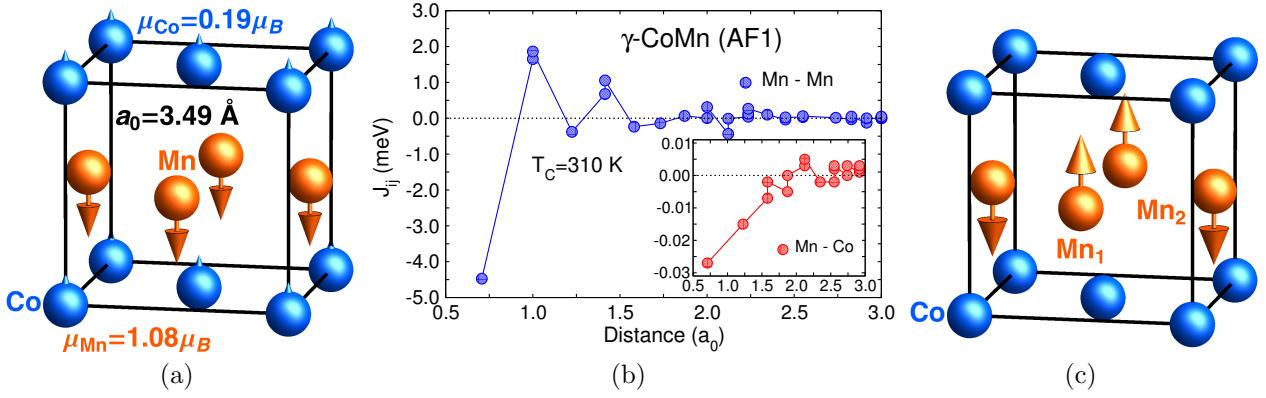 μCo=0.19μB
a0=3.49 Å
Mn
Co
μMn=1.08μB
(a)
γ-CoMn (AF1)
Mn - Mn
TC=310 K
Jij (meV)
2.0
1.0
0.0
-1.0
-2.0
-3.0
-4.0
-5.0
0.5
1.0
1.5
2.0
2.5
3.0
Distance (a0)
0.01
0.00
-0.01
-0.02
-0.03
Mn - Co
0.5
1.0
1.5
2.0
2.5
3.0
(b)
Mn1
Mn2
Co
(c)